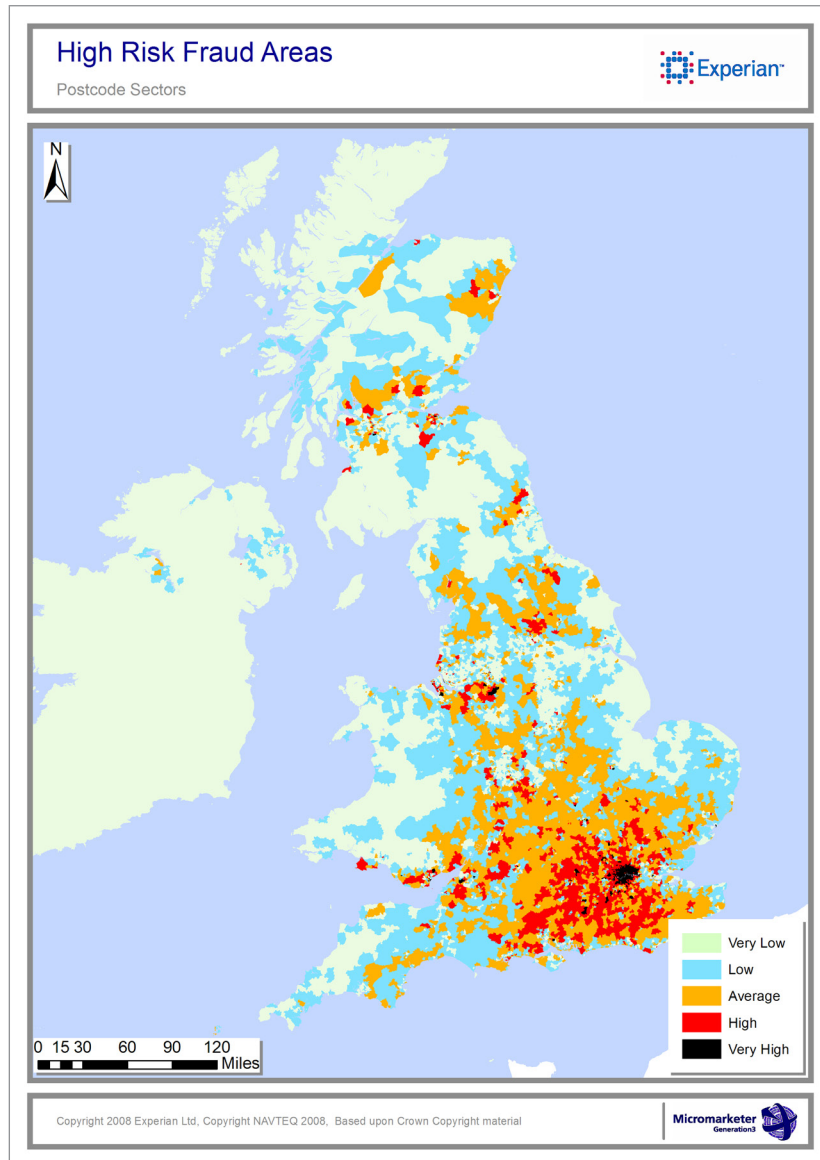 High Risk Fraud Areas
Postcode Sectors
Experian™
N
Very Low
Low
Average
High
Very High
0 15 30 60 90 120
Miles
Copyright 2008 Experian Ltd, Copyright NAVTEQ 2008, Based upon Crown Copyright material
Micromarketer
Generation3